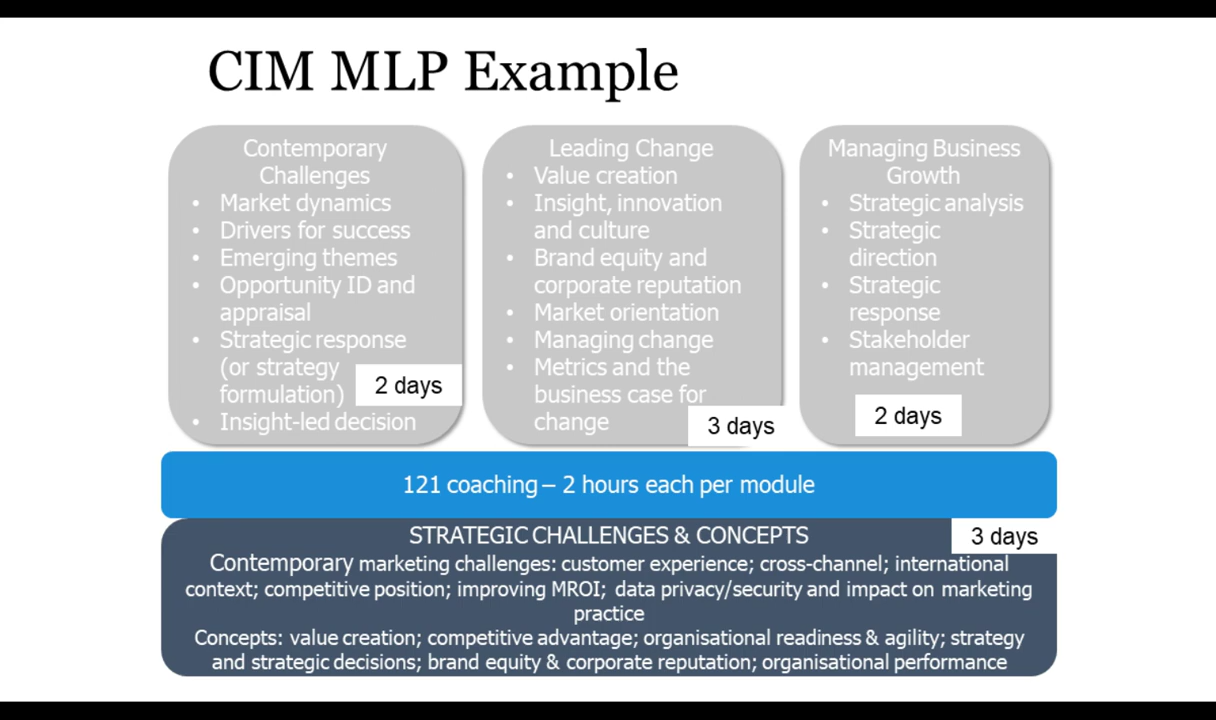 CIM MLP Example
Contemporary
Challenges
• Market dynamics
• Drivers for success
• Emerging themes
• Opportunity ID and
appraisal
• Strategic response
(or strategy
formulation)
• Insight-led decision
2 days
Leading Change
• Value creation
• Insight, innovation
and culture
• Brand equity and
corporate reputation
• Market orientation
• Managing change
• Metrics and the
business case for
change
3 days
Managing Business
Growth
• Strategic analysis
• Strategic
direction
• Strategic
response
• Stakeholder
management
2 days
121 coaching – 2 hours each per module
STRATEGIC CHALLENGES & CONCEPTS
3 days
Contemporary marketing challenges: customer experience; cross-channel; international
context; competitive position; improving MROI; data privacy/security and impact on marketing
practice
Concepts: value creation; competitive advantage; organisational readiness & agility; strategy
and strategic decisions; brand equity & corporate reputation; organisational performance